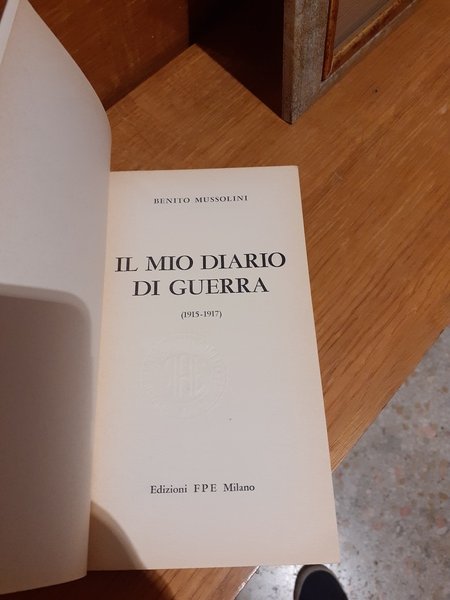 BENITO MUSSOLINI
IL MIO DIARIO
DI GUERRA
(1915-1917)
Edizioni FPE Milano